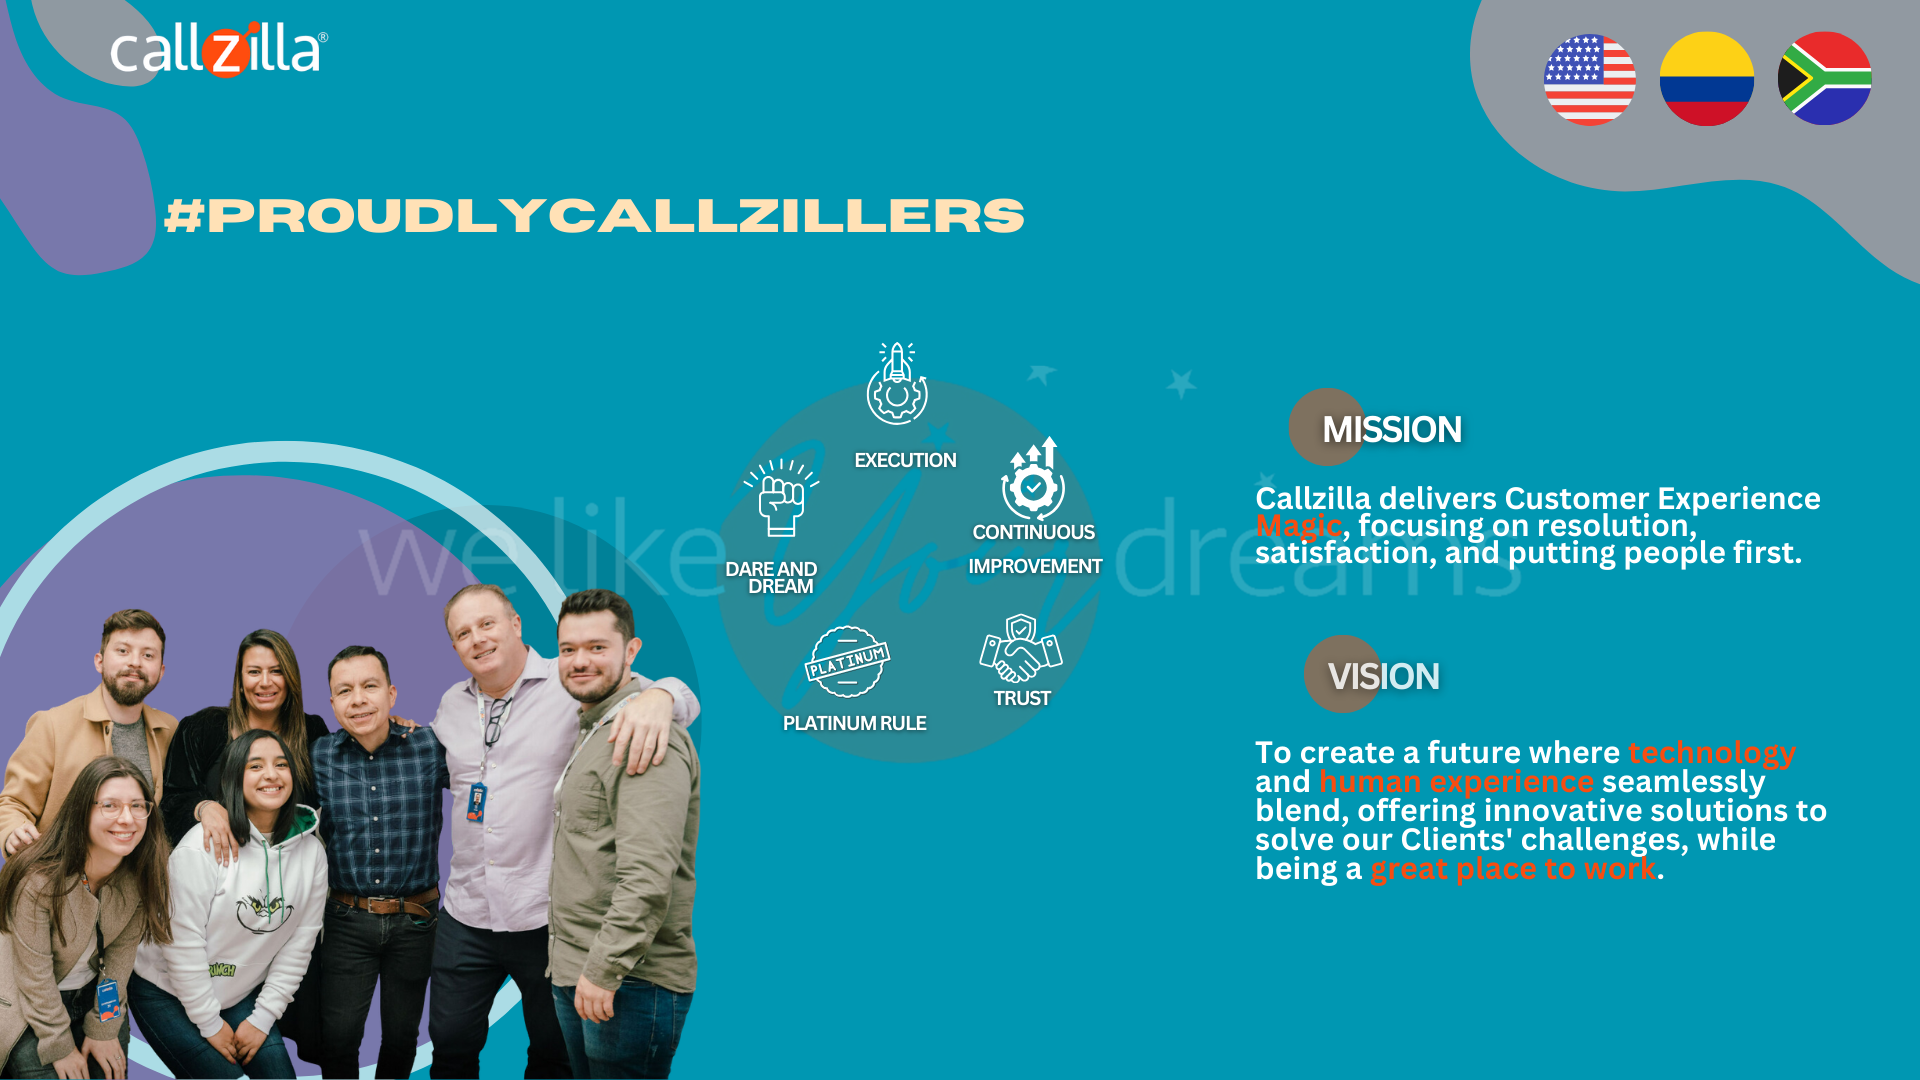 callzilla®
#PROUDLYCALLZILLERS
EXECUTION
CONTINUOUS
IMPROVEMENT
DARE AND
DREAM
PLATINUM
PLATINUM RULE
TRUST
we like your dreams
MISSION
Callzilla delivers Customer Experience
Magic, focusing on resolution,
satisfaction, and putting people first.
VISION
To create a future where technology
and human experience seamlessly
blend, offering innovative solutions to
solve our Clients' challenges, while
being a great place to work.